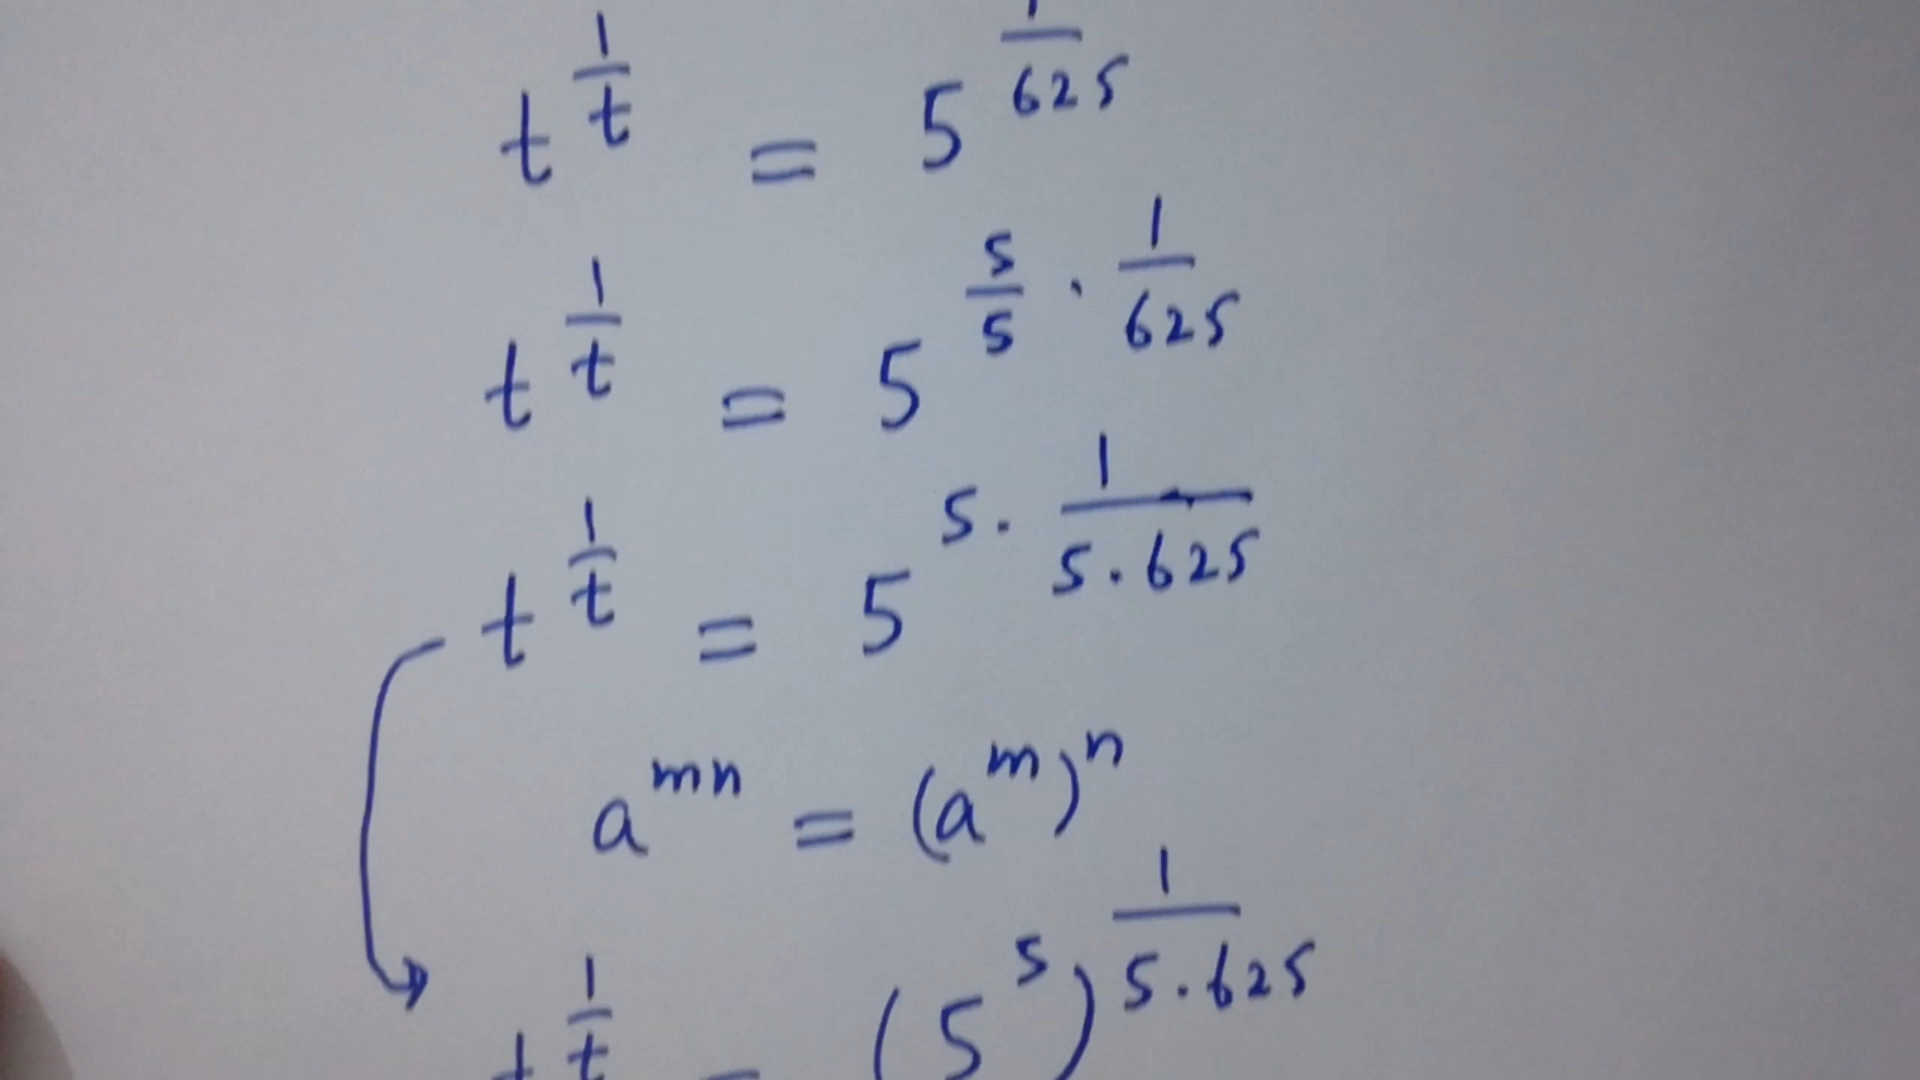 t^{1/t} = 5^{1/625}
t^{1/t} = 5^{5/5 · 1/625}
t^{1/t} = 5^{5 · 1/(5.625)}
a^{mn} = (a^m)^n
t^{1/t} = (5^5)^{1/(5.625)}